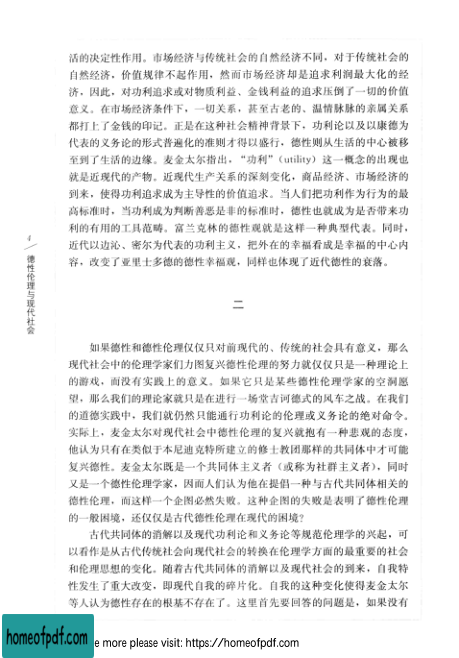 活的决定性作用。市场经济与传统社会的自然经济不同，对于传统社会的
自然经济，价值规律不起作用，然而市场经济却是追求利润最大化的经
济，因此，对功利追求或对物质利益、金钱利益的追求压倒了一切的价值
意义。在市场经济条件下，一切关系，甚至古老的、温情脉脉的亲属关系
都打上了金钱的印记。正是在这种社会精神背景下，功利论以及以康德为
代表的义务论的形式普遍化的准则才得以盛行，德性则从生活的中心被移
至到了生活的边缘。麦金太尔指出，“功利”（utility）这一概念的出现也
就是近现代的产物。近现代生产关系的深刻变化，商品经济、市场经济的
到来，使得功利追求成为主导性的价值追求。当人们把功利作为行为的最
高标准时，当功利成为判断善恶是非的标准时，德性也就成为是否带来功
利的有用的工具范畴。富兰克林的德性观就是这样一种典型代表。同时，
近代以边沁、密尔为代表的功利主义，把外在的幸福看成是幸福的中心内
容，改变了亚里士多德的德性幸福观，同样也体现了近代德性的衰落。
4
德性伦理与现代社会
二
如果德性和德性伦理仅仅只对前现代的、传统的社会具有意义，那么
现代社会中的伦理学家们力图复兴德性伦理的努力就仅仅只是一种理论上
的游戏，而没有实践上的意义。如果它只是某些德性伦理学家的空洞愿
望，那么我们的理论家就只是在进行一场堂吉诃德式的风车之战。在我们
的道德实践中，我们就仍然只能通行功利论的伦理或义务论的绝对命令。
实际上，麦金太尔对现代社会中德性伦理的复兴就抱有一种悲观的态度，
他认为只有在类似于本尼迪克特所建立的修士教团那样的共同体中才可能
复兴德性。麦金太尔既是一个共同体主义者（或称为社群主义者），同时
又是一个德性伦理学家，因而人们认为他在提倡一种与古代共同体相关的
德性伦理，而这样一个企图必然失败。这种企图的失败是表明了德性伦理
的一般困境，还仅仅是古代德性伦理在现代的困境？
古代共同体的消解以及现代功利论和义务论等规范伦理学的兴起，可
以看作是从古代传统社会向现代社会的转换在伦理学方面的最重要的社会
和伦理思想的变化。随着古代共同体的消解以及现代社会的到来，自我特
性发生了重大改变，即现代自我的碎片化。自我的这种变化使得麦金太尔
等人认为德性存在的根基不存在了。这里首先要回答的问题是，如果没有
homeofpdf.com
e more please visit: https://homeofpdf.com